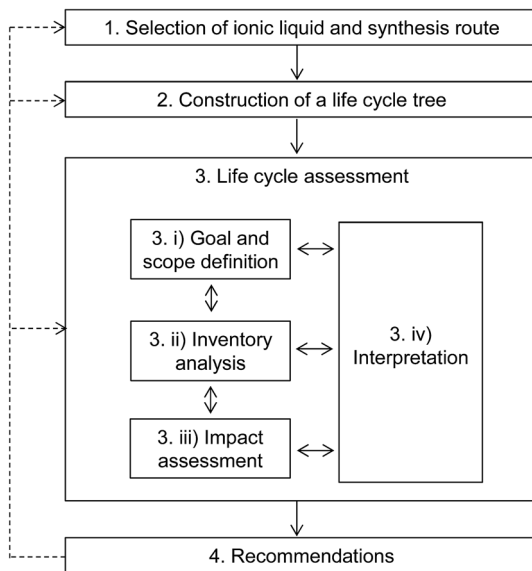 1. Selection of ionic liquid and synthesis route
2. Construction of a life cycle tree
3. Life cycle assessment
3. i) Goal and
scope definition
3. ii) Inventory
analysis
3. iii) Impact
assessment
3. iv)
Interpretation
4. Recommendations